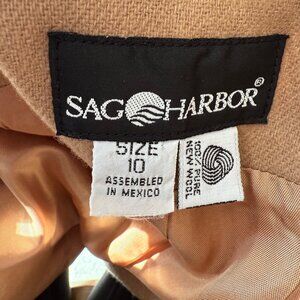 SAG HARBOR®
SIZE
10
ASSEMBLED
IN MEXICO
100% PURE
NEW WOOL